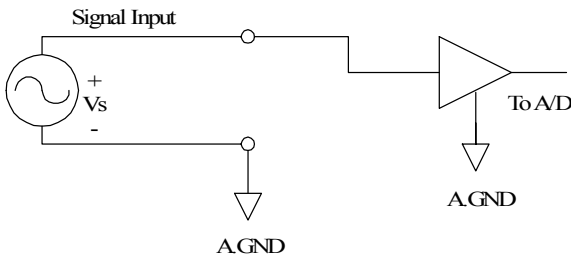 Signal Input
+
Vs
-
To A/D
A.GND
A.GND